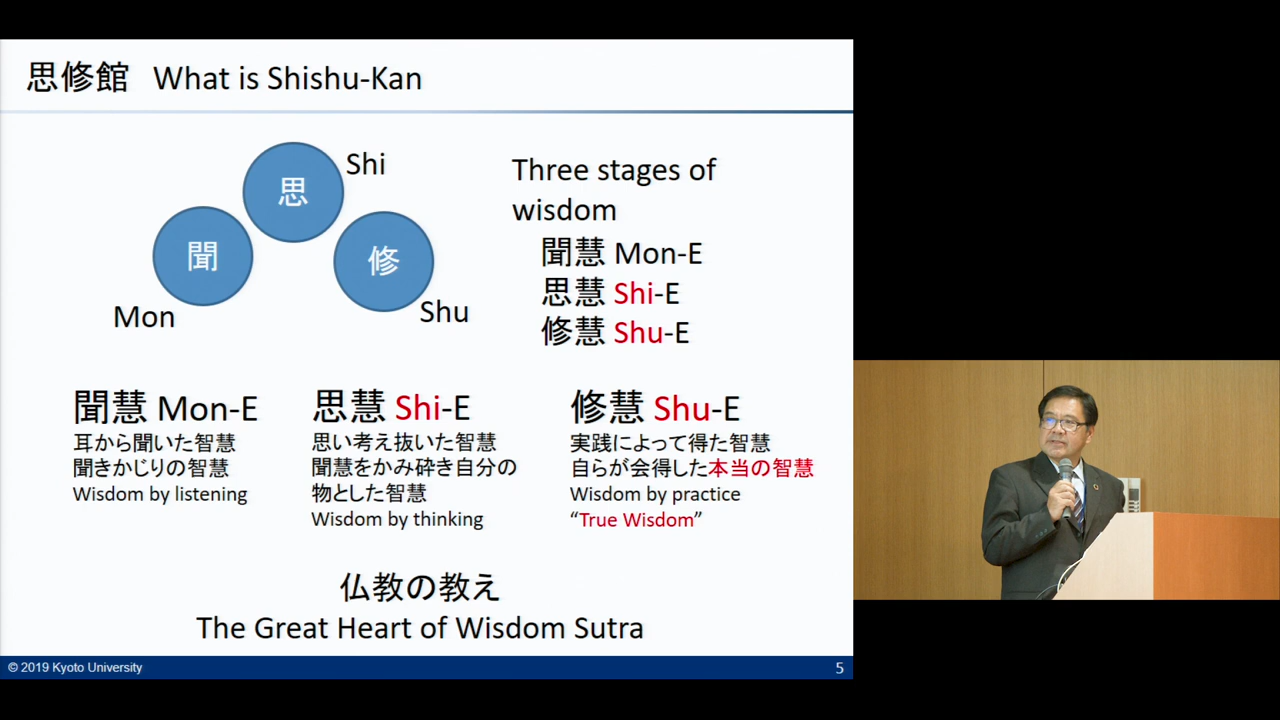 思修館 What is Shishu-Kan
思
Shi
聞
Mon
修
Shu
Three stages of
wisdom
聞慧 Mon-E
思慧 Shi-E
修慧 Shu-E
聞慧 Mon-E
耳から聞いた智慧
聞きかじりの智慧
Wisdom by listening
思慧 Shi-E
思い考え抜いた智慧
聞慧をかみ砕き自分の
物とした智慧
Wisdom by thinking
修慧 Shu-E
実践によって得た智慧
自らが会得した本当の智慧
Wisdom by practice
“True Wisdom”
仏教の教え
The Great Heart of Wisdom Sutra
© 2019 Kyoto University
5